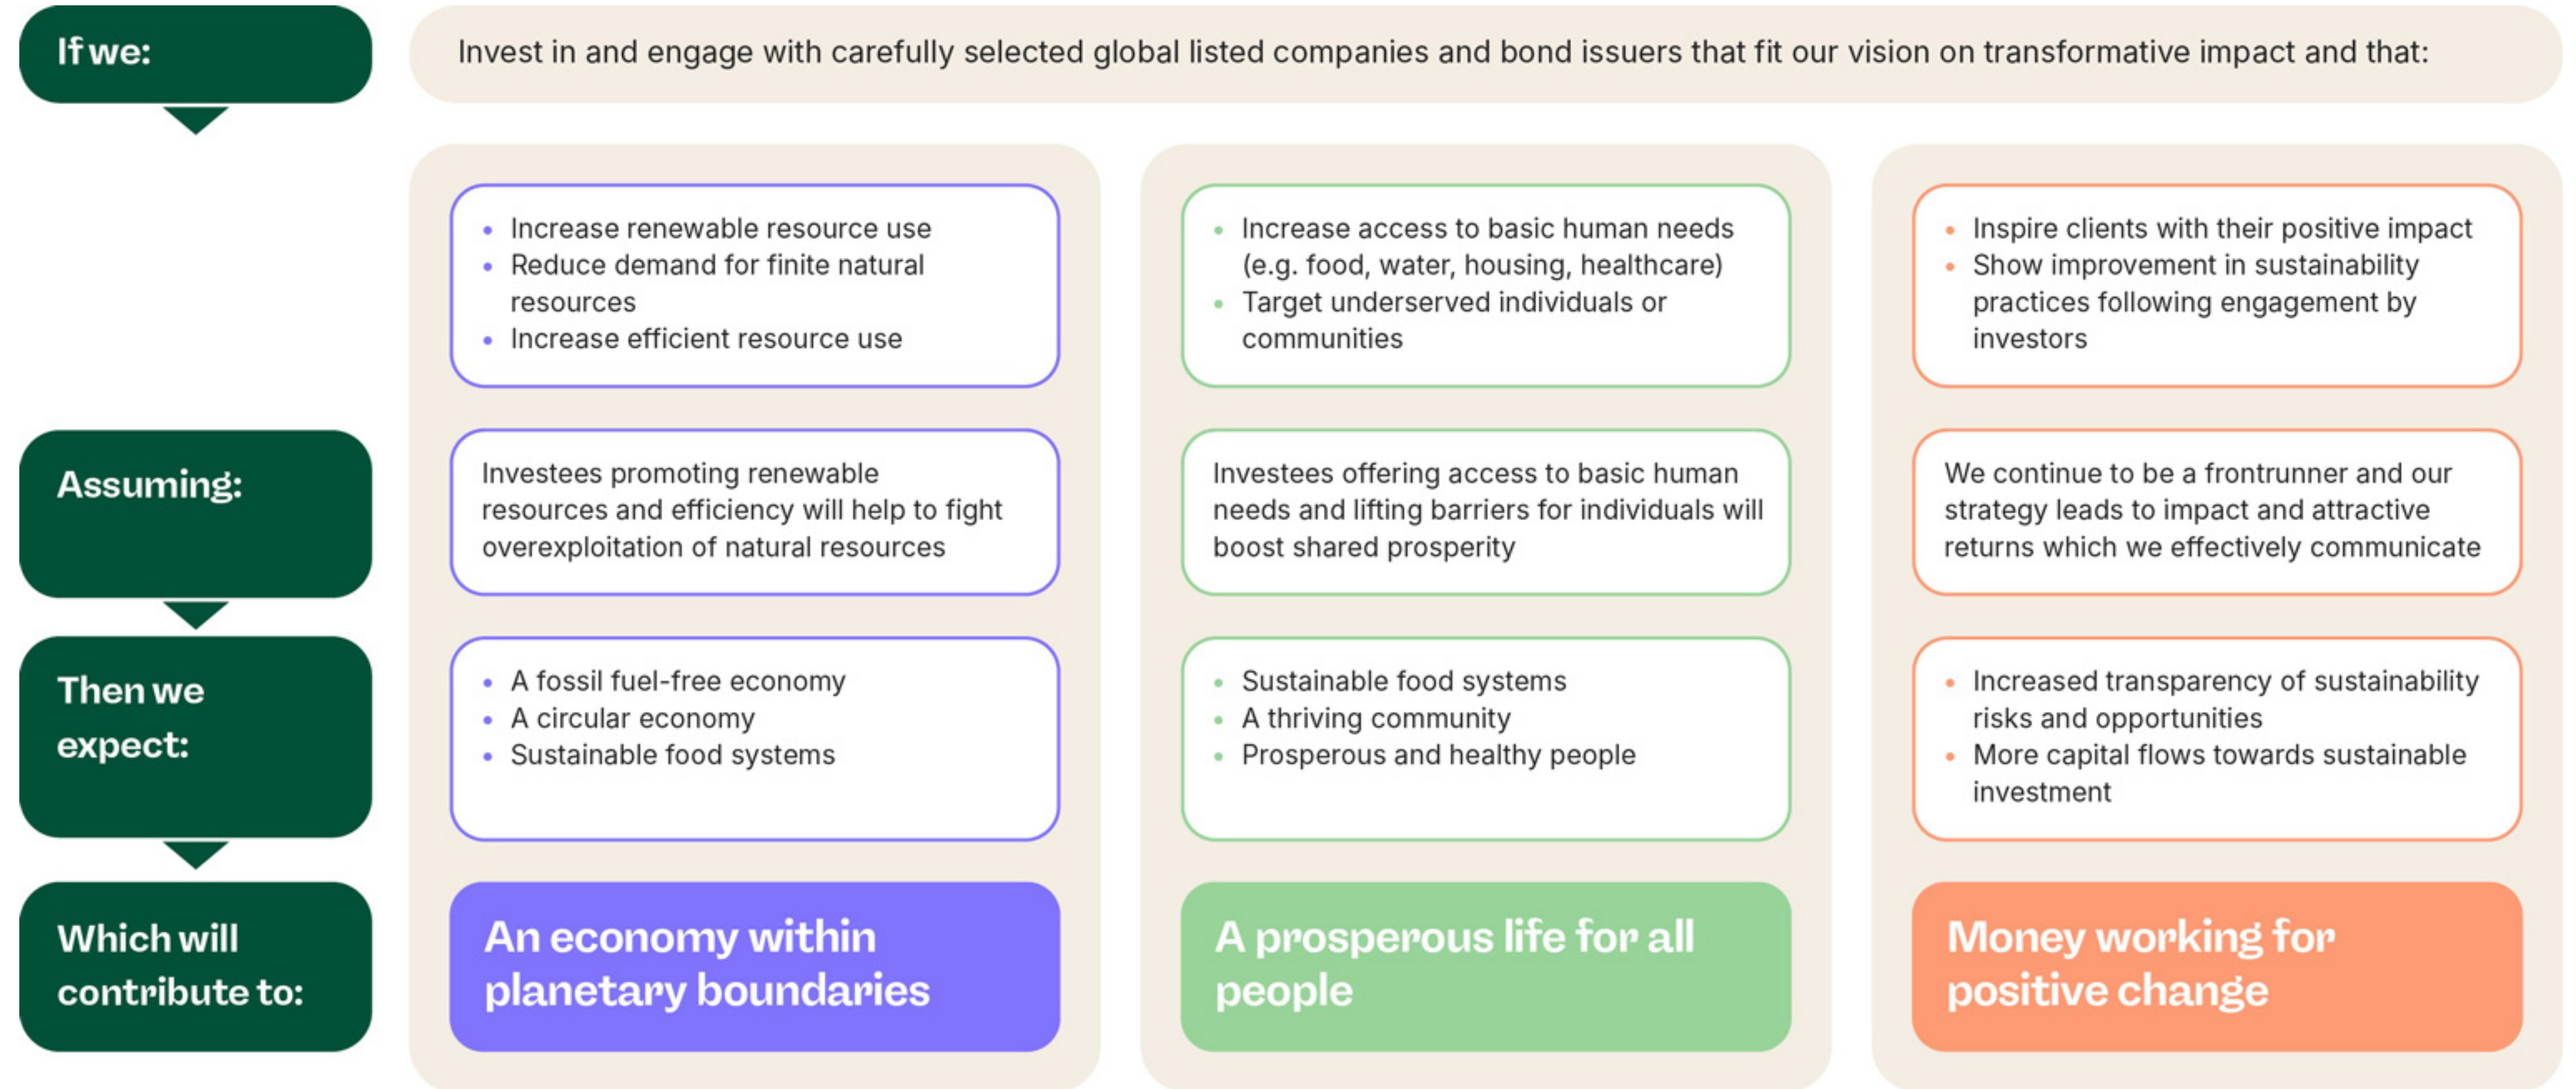 If we:
Invest in and engage with carefully selected global listed companies and bond issuers that fit our vision on transformative impact and that:
• Increase renewable resource use
• Reduce demand for finite natural
resources
• Increase efficient resource use
• Increase access to basic human needs
(e.g. food, water, housing, healthcare)
• Target underserved individuals or
communities
• Inspire clients with their positive impact
• Show improvement in sustainability
practices following engagement by
investors
Assuming:
Investees promoting renewable
resources and efficiency will help to fight
overexploitation of natural resources
Investees offering access to basic human
needs and lifting barriers for individuals will
boost shared prosperity
We continue to be a frontrunner and our
strategy leads to impact and attractive
returns which we effectively communicate
Then we
expect:
• A fossil fuel-free economy
• A circular economy
• Sustainable food systems
• Sustainable food systems
• A thriving community
• Prosperous and healthy people
• Increased transparency of sustainability
risks and opportunities
• More capital flows towards sustainable
investment
Which will
contribute to:
An economy within
planetary boundaries
A prosperous life for all
people
Money working for
positive change